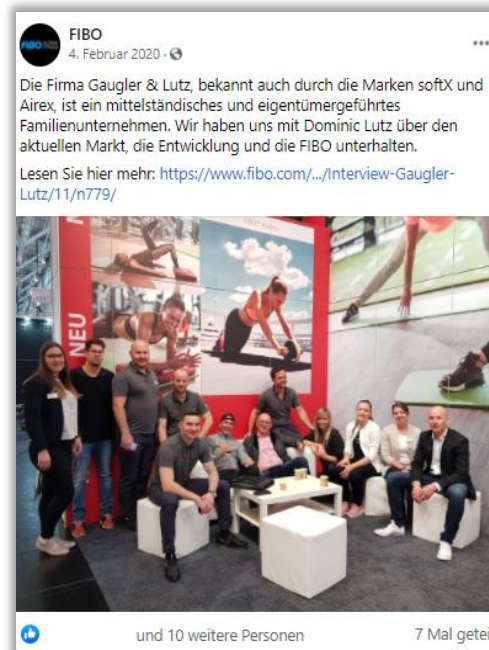 FIBO
FIBO
4. Februar 2020 ·
Die Firma Gaugler & Lutz, bekannt auch durch die Marken softX und
Airex, ist ein mittelständisches und eigentümergeführtes
Familienunternehmen. Wir haben uns mit Dominic Lutz über den
aktuellen Markt, die Entwicklung und die FIBO unterhalten.
Lesen Sie hier mehr: https://www.fibo.com/.../Interview-Gaugler-
Lutz/11/n779/
NEU
und 10 weitere Personen
7 Mal getei